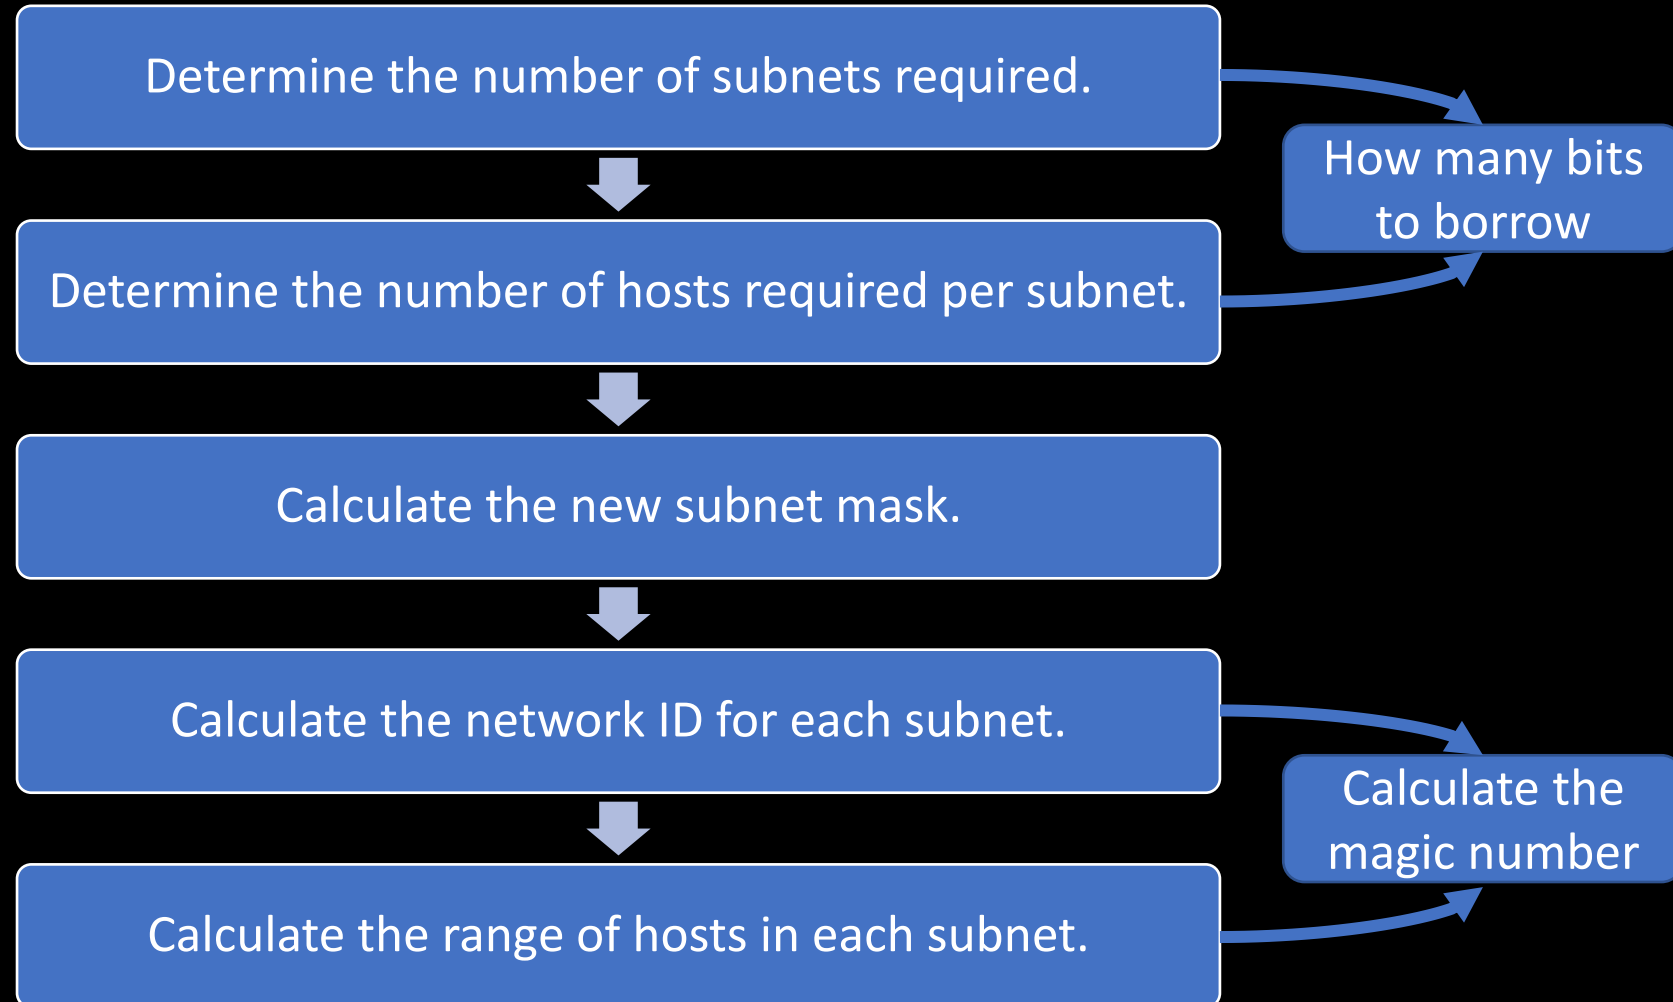 Determine the number of subnets required.
How many bits
to borrow
Determine the number of hosts required per subnet.
Calculate the new subnet mask.
Calculate the network ID for each subnet.
Calculate the
magic number
Calculate the range of hosts in each subnet.